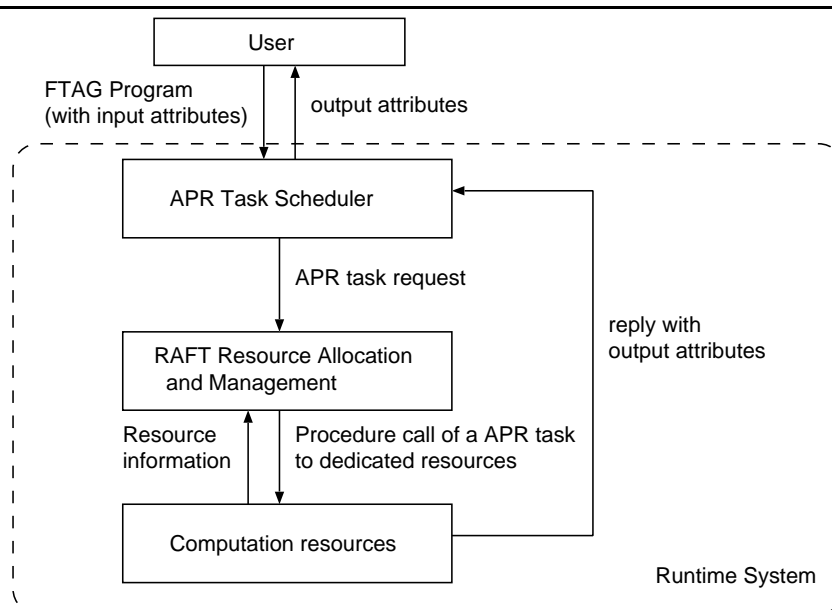 User
FTAG Program
(with input attributes)
output attributes
APR Task Scheduler
APR task request
reply with
output attributes
RAFT Resource Allocation
and Management
Resource
information
Procedure call of a APR task
to dedicated resources
Computation resources
Runtime System